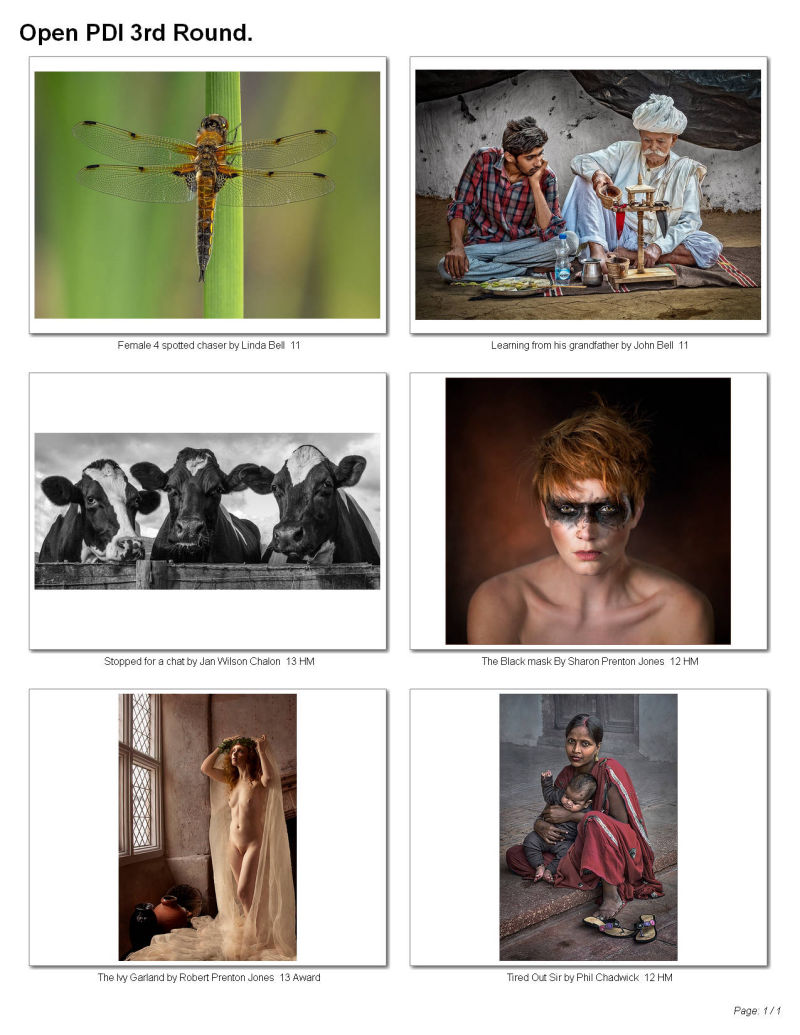 Open PDI 3rd Round.
Female 4 spotted chaser by Linda Bell 11
Learning from his grandfather by John Bell 11
Stopped for a chat by Jan Wilson Chalon 13 HM
The Black mask By Sharon Prenton Jones 12 HM
The Ivy Garland by Robert Prenton Jones 13 Award
Tired Out Sir by Phil Chadwick 12 HM
Page: 1 / 1